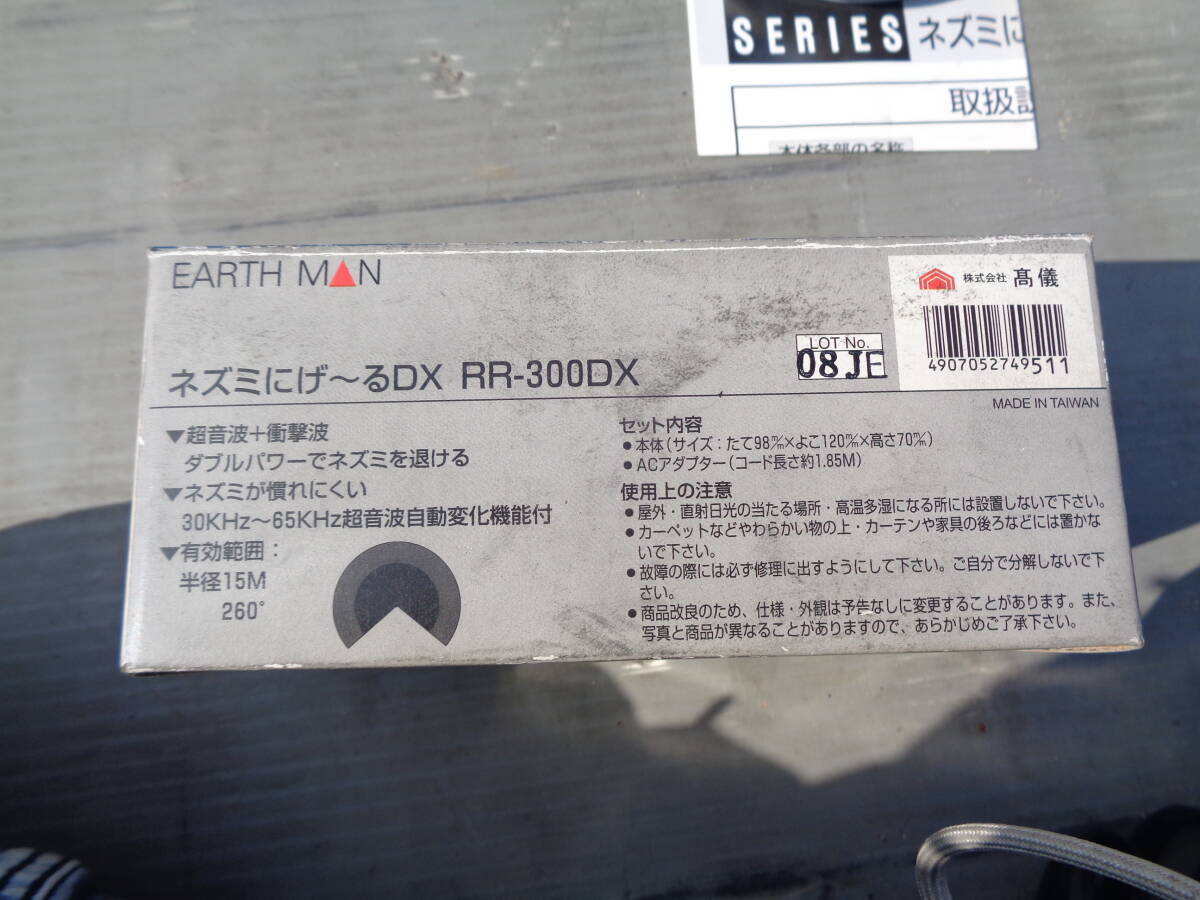 SERIES ネズミに
取扱説
本体各部の名称
EARTH MAN
株式会社 髙儀
LOT No.
08JE
4907052749511
ネズミにげ〜るDX RR-300DX
MADE IN TAIWAN
▼超音波+衝撃波
ダブルパワーでネズミを退ける
▼ネズミが慣れにくい
30KHz〜65KHz超音波自動変化機能付
▼有効範囲:
半径15M
260°
セット内容
●本体(サイズ:たて98㎜×よこ120㎜×高さ70㎜)
●ACアダプター(コード長さ約1.85M)
使用上の注意
●屋外・直射日光の当たる場所・高温多湿になる所には設置しないで下さい。
●カーペットなどやわらかい物の上・カーテンや家具の後ろなどには置かな
いで下さい。
●故障の際には必ず修理に出すようにして下さい。ご自分で分解しないで下
さい。
●商品改良のため、仕様・外観は予告なしに変更することがあります。また、
写真と商品が異なることがありますので、あらかじめご了承下さい。